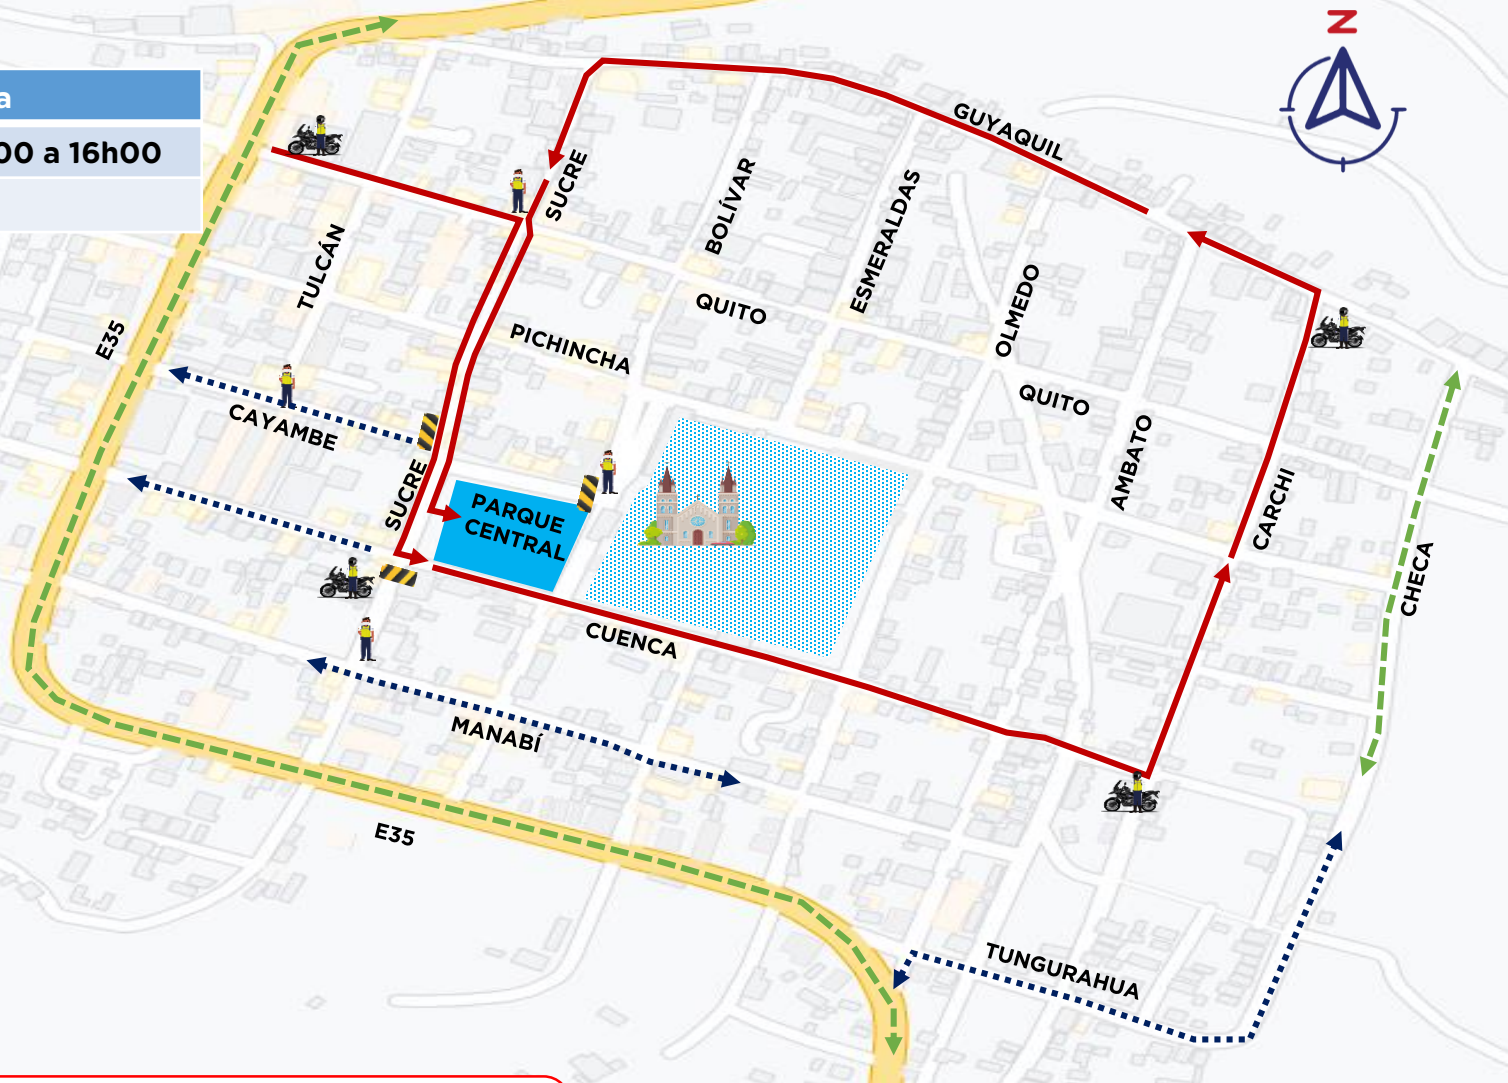 N
a
00 a 16h00
GUYAQUIL
SUCRE
BOLÍVAR
ESMERALDAS
TULCÁN
OLMEDO
QUITO
E35
PICHINCHA
QUITO
CAYAMBE
AMBATO
SUCRE
CARCHI
PARQUE
CENTRAL
CHECA
CUENCA
MANABÍ
E35
TUNGURAHUA